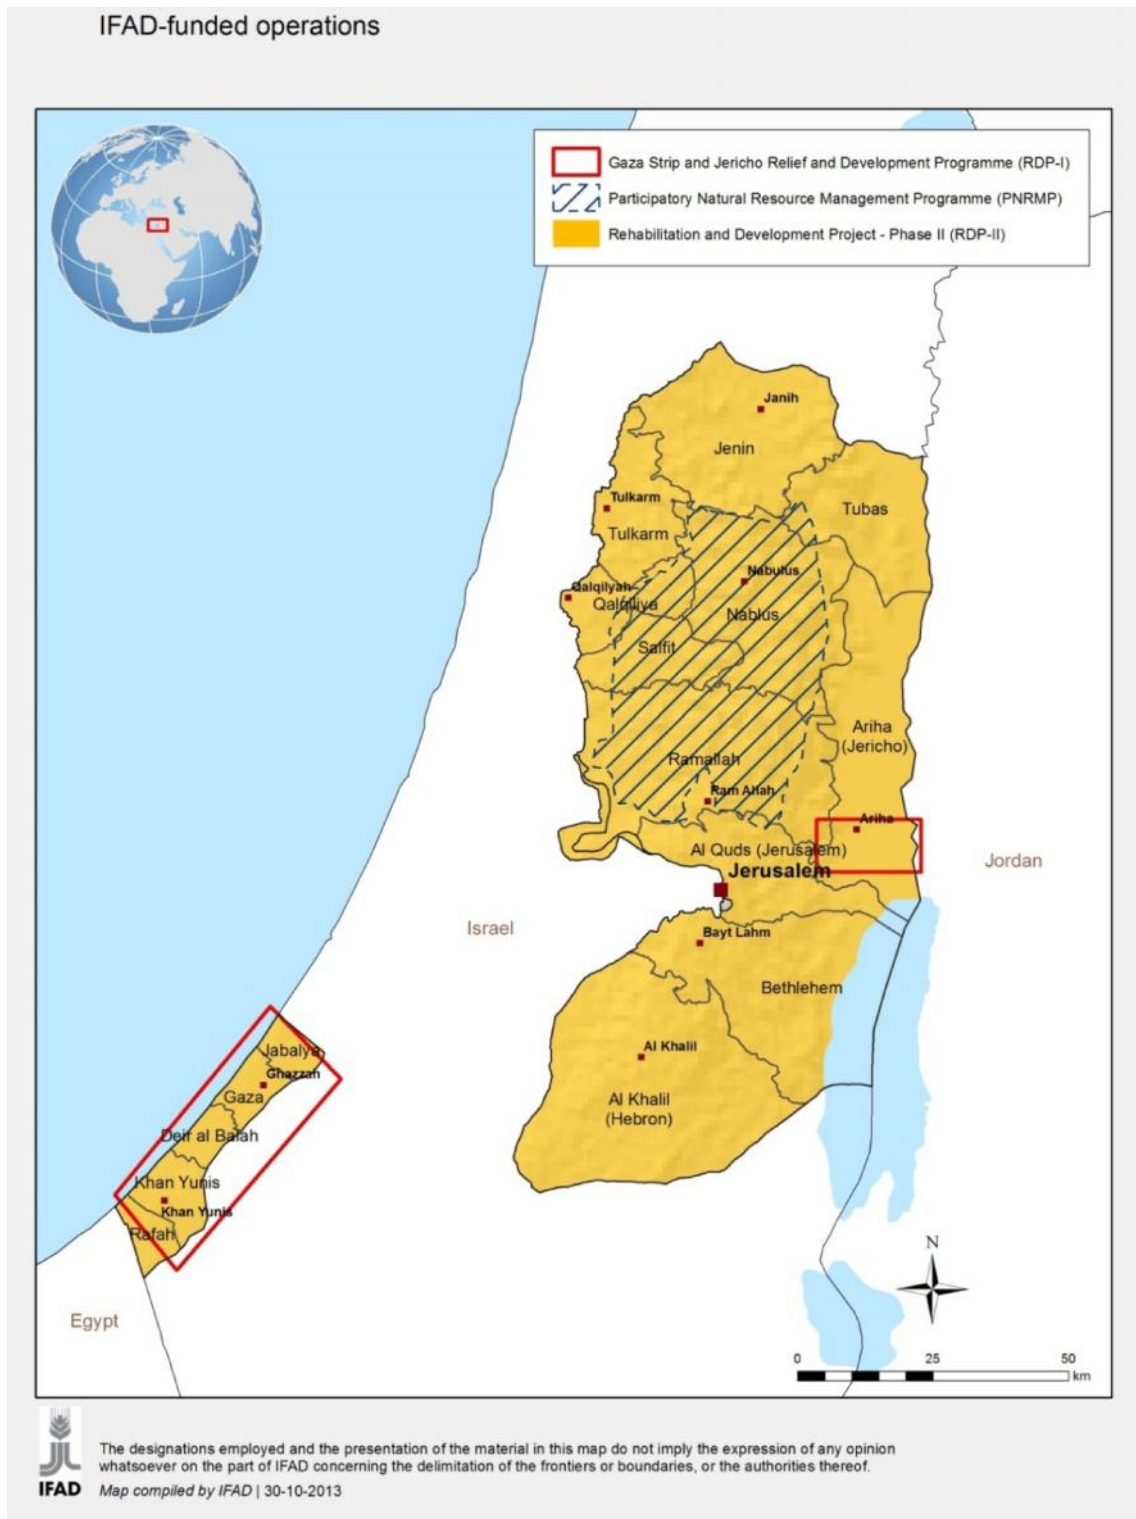 IFAD-funded operations
Gaza Strip and Jericho Relief and Development Programme (RDP-I)
Participatory Natural Resource Management Programme (PNRMP)
Rehabilitation and Development Project - Phase II (RDP-II)
Janih
Jenin
Tulkarm
Tubas
Tulkarm
Nabulus
Qalqilyah
Qalqiliya
Nablus
Salfit
Ariha
(Jericho)
Ramallah
Ram Allah
Ariha
Al Quds (Jerusalem)
Jordan
Jerusalem
Israel
Bayt Lahm
Bethlehem
Jabalya
Al Khalil
Ghazzah
Gaza
Al Khalil
(Hebron)
Deir al Balah
Khan Yunis
Khan Yunis
Rafah
N
Egypt
0 25 50
km
The designations employed and the presentation of the material in this map do not imply the expression of any opinion
whatsoever on the part of IFAD concerning the delimitation of the frontiers or boundaries, or the authorities thereof.
IFAD Map compiled by IFAD | 30-10-2013